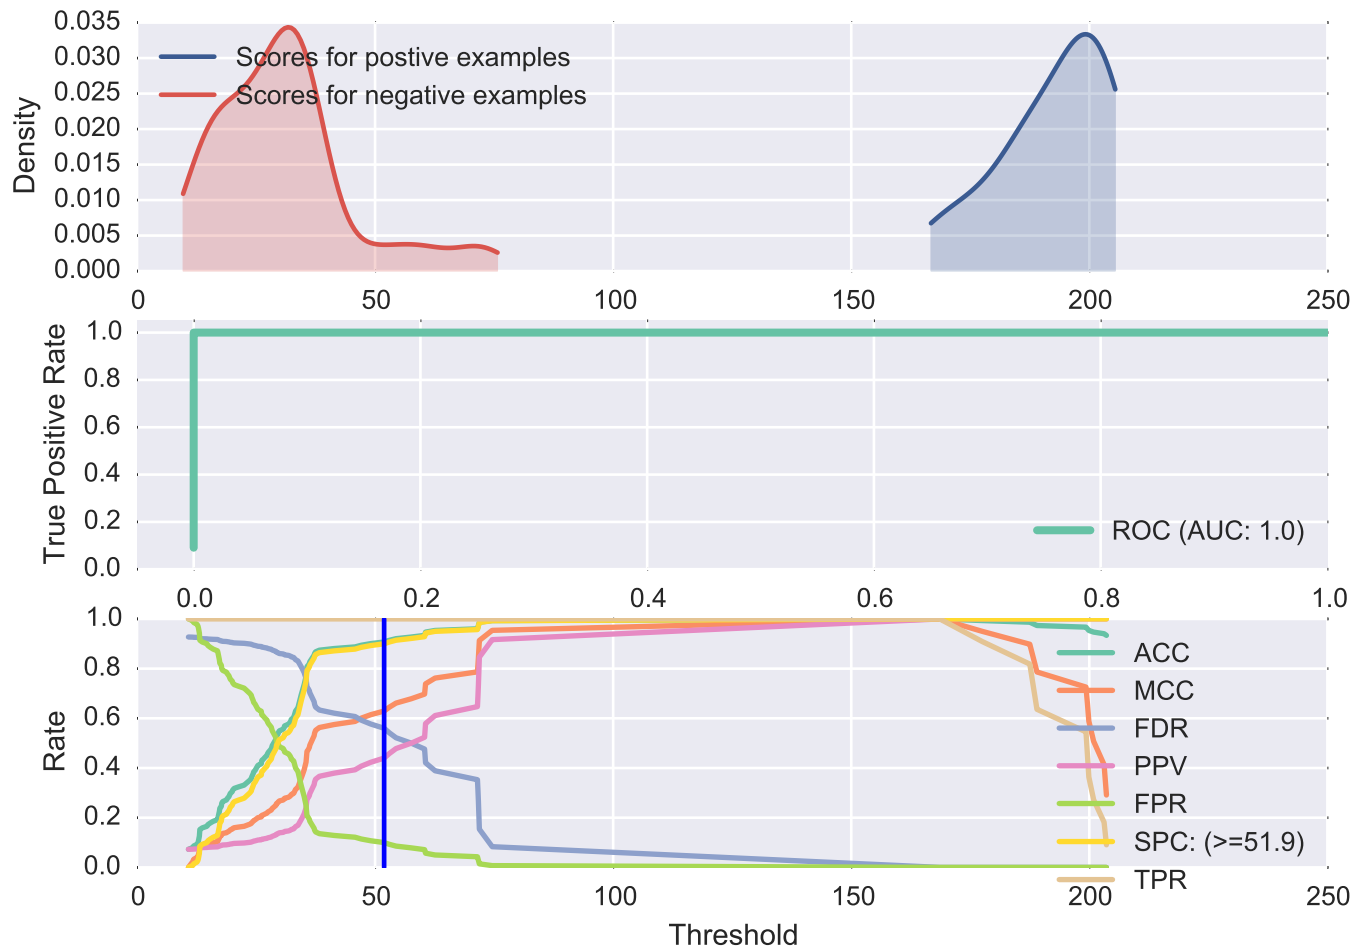 0.035
0.030
0.025
0.020
0.015
0.010
0.005
0.000
Density
Scores for postive examples
Scores for negative examples
0 50 100 150 200 250
1.0
0.8
0.6
0.4
0.2
0.0
True Positive Rate
ROC (AUC: 1.0)
0.0 0.2 0.4 0.6 0.8 1.0
1.0
0.8
0.6
0.4
0.2
0.0
Rate
ACC
MCC
FDR
PPV
FPR
SPC: (>=51.9)
TPR
0 50 100 150 200 250
Threshold